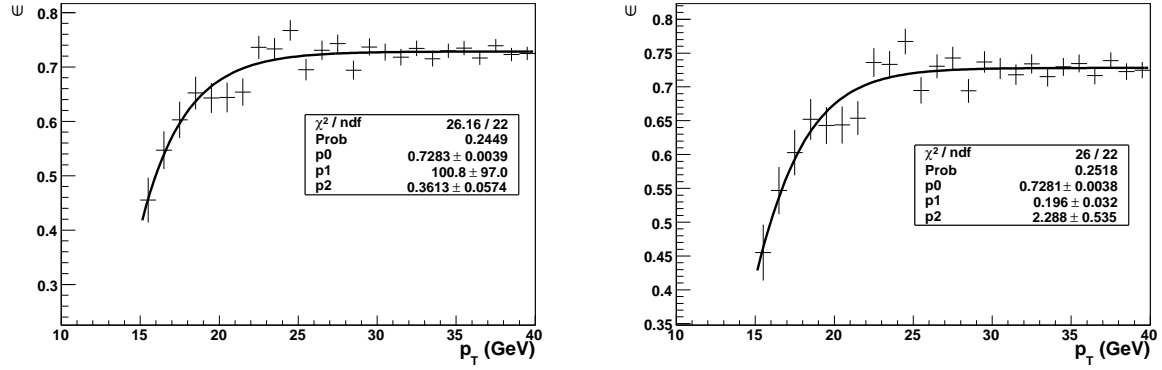 ∈
0.8
0.7
0.6
0.5
0.4
0.3
10 15 20 25 30 35 40
p_T (GeV)
χ² / ndf 26.16 / 22
Prob 0.2449
p0 0.7283 ± 0.0039
p1 100.8 ± 97.0
p2 0.3613 ± 0.0574
∈
0.8
0.75
0.7
0.65
0.6
0.55
0.5
0.45
0.4
0.35
10 15 20 25 30 35 40
p_T (GeV)
χ² / ndf 26 / 22
Prob 0.2518
p0 0.7281 ± 0.0038
p1 0.196 ± 0.032
p2 2.288 ± 0.535